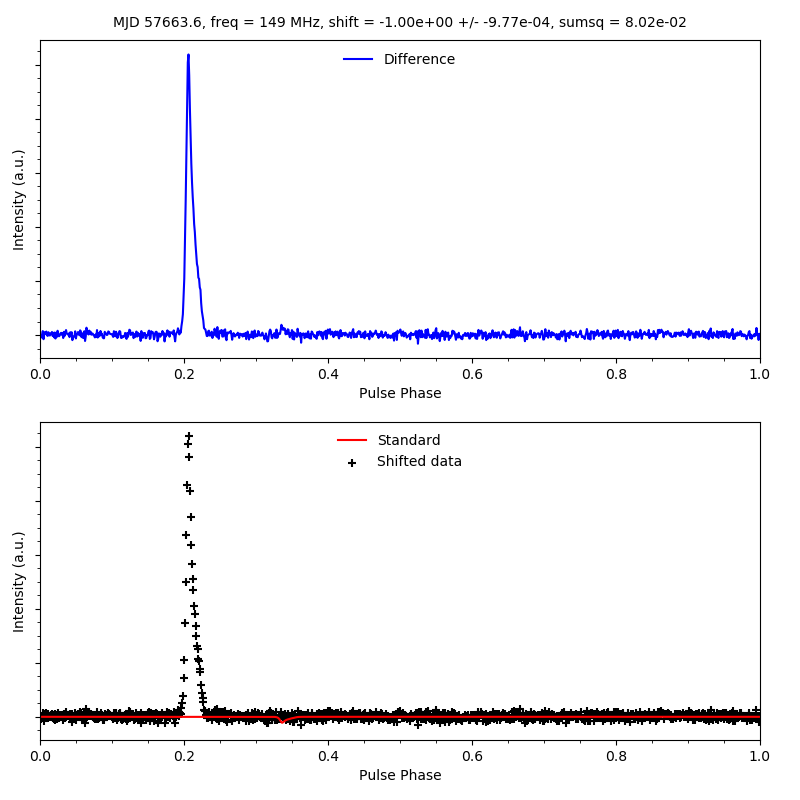 MJD 57663.6, freq = 149 MHz, shift = -1.00e+00 +/- -9.77e-04, sumsq = 8.02e-02
Difference
Intensity (a.u.)
0.0 0.2 0.4 0.6 0.8 1.0
Pulse Phase
Standard
Shifted data
Intensity (a.u.)
0.0 0.2 0.4 0.6 0.8 1.0
Pulse Phase